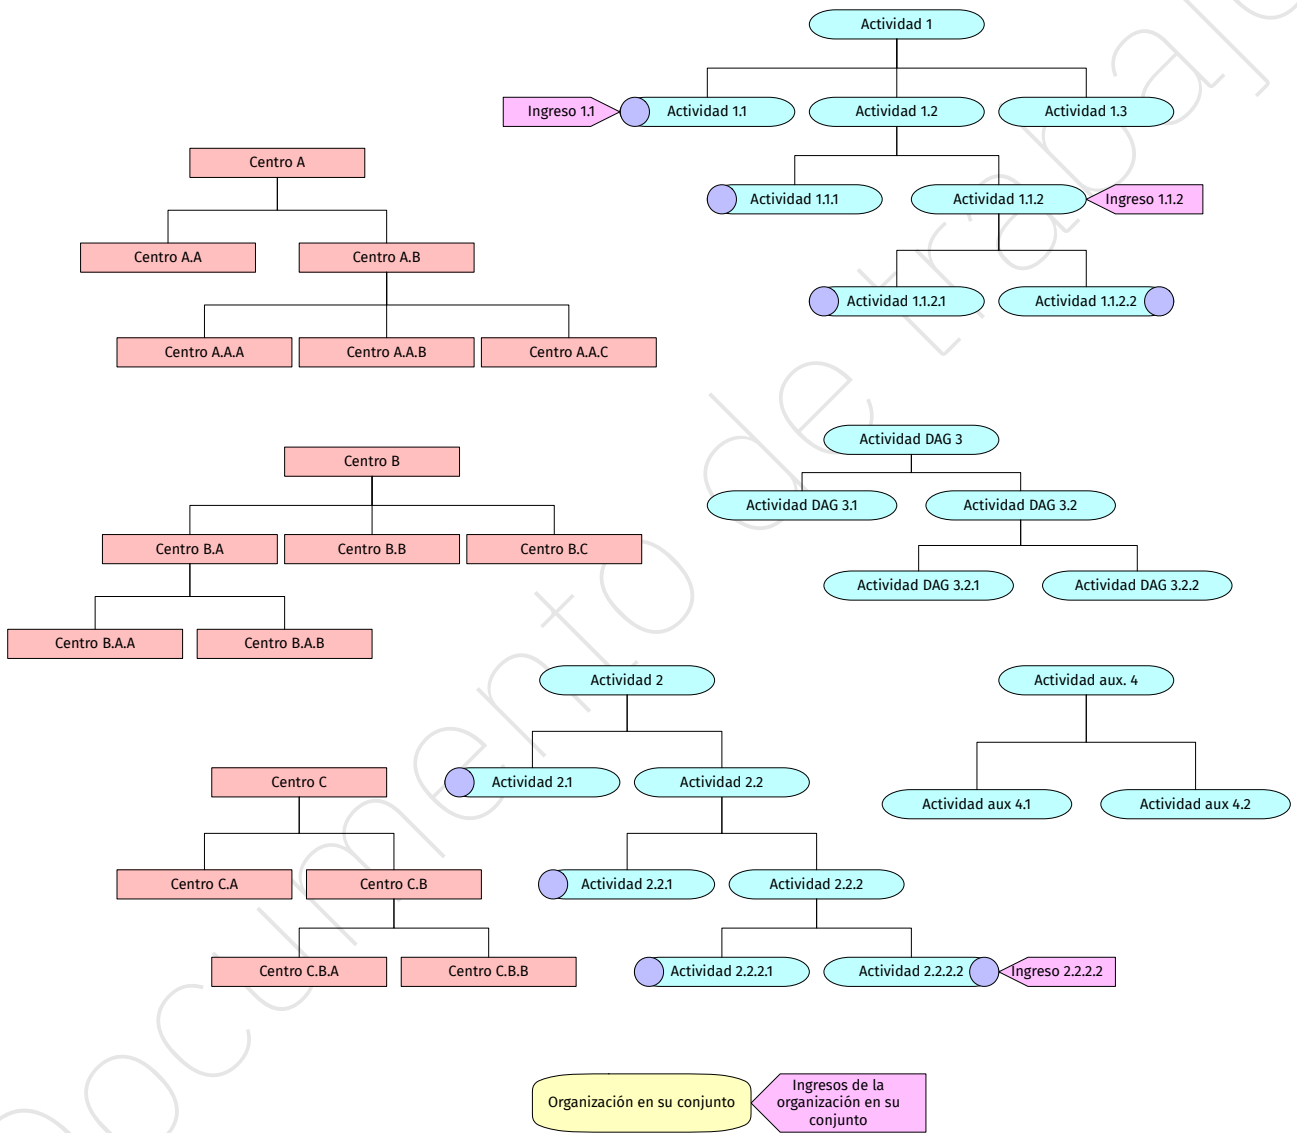 Actividad 1
Ingreso 1.1
Actividad 1.1
Actividad 1.2
Actividad 1.3
Centro A
Actividad 1.1.1
Actividad 1.1.2
Ingreso 1.1.2
Centro A.A
Centro A.B
Actividad 1.1.2.1
Actividad 1.1.2.2
Centro A.A.A
Centro A.A.B
Centro A.A.C
Actividad DAG 3
Centro B
Actividad DAG 3.1
Actividad DAG 3.2
Centro B.A
Centro B.B
Centro B.C
Actividad DAG 3.2.1
Actividad DAG 3.2.2
Centro B.A.A
Centro B.A.B
Actividad 2
Actividad aux. 4
Centro C
Actividad 2.1
Actividad 2.2
Actividad aux 4.1
Actividad aux 4.2
Centro C.A
Centro C.B
Actividad 2.2.1
Actividad 2.2.2
Centro C.B.A
Centro C.B.B
Actividad 2.2.2.1
Actividad 2.2.2.2
Ingreso 2.2.2.2
Organización en su conjunto
Ingresos de la
organización en su
conjunto
Documento de trabajo